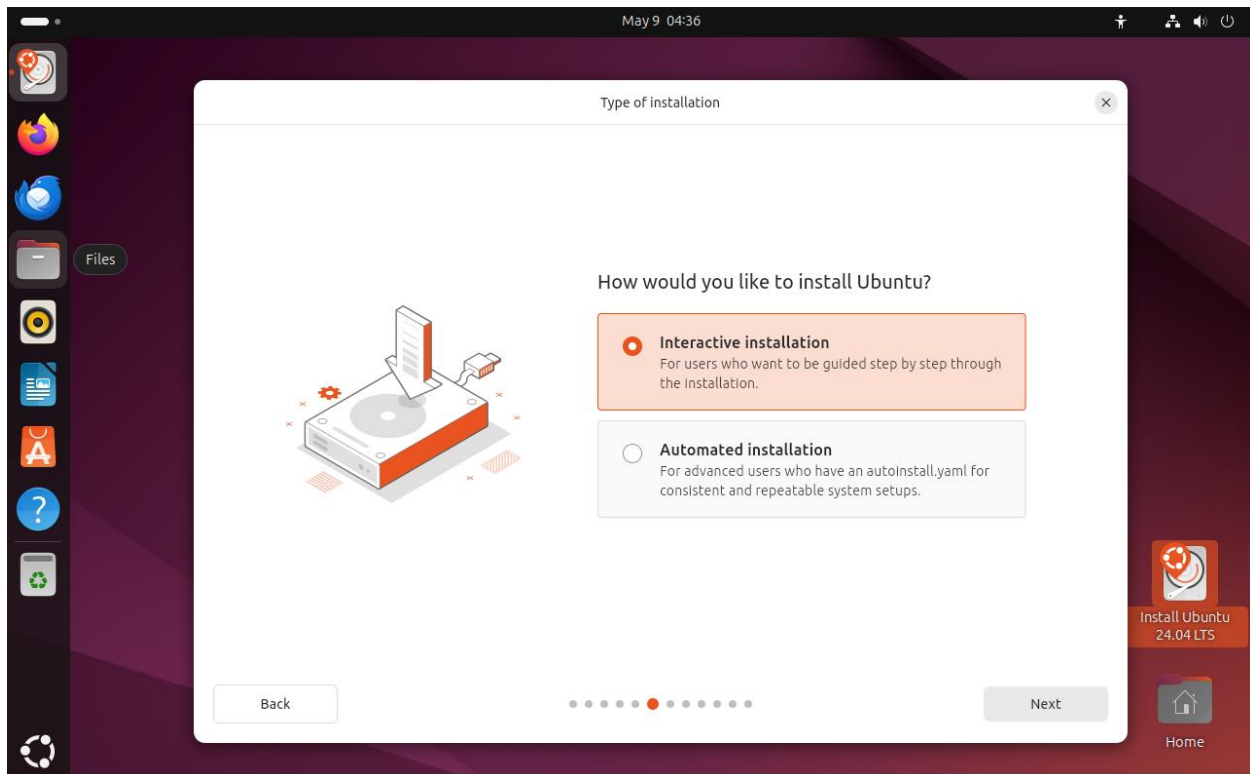 May 9 04:36
Type of installation
Files
How would you like to install Ubuntu?
Interactive installation
For users who want to be guided step by step through
the installation.
Automated installation
For advanced users who have an autoinstall.yaml for
consistent and repeatable system setups.
Install Ubuntu
24.04 LTS
Back
Next
Home